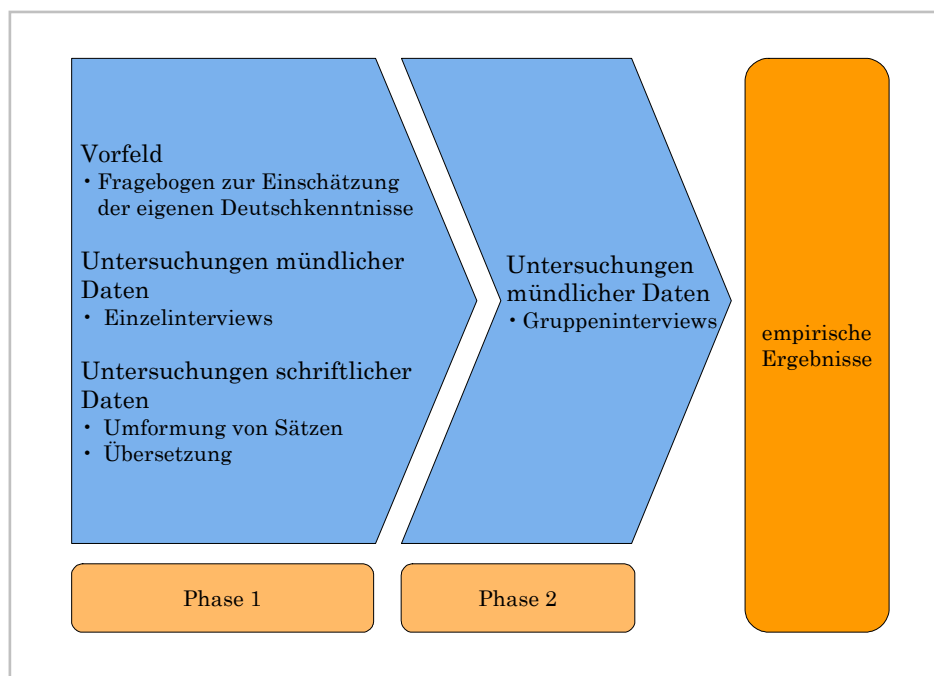 Vorfeld
・Fragebogen zur Einschätzung
der eigenen Deutschkenntnisse
Untersuchungen mündlicher
Daten
・ Einzelinterviews
Untersuchungen schriftlicher
Daten
・ Umformung von Sätzen
・ Übersetzung
Untersuchungen
mündlicher Daten
・Gruppeninterviews
empirische
Ergebnisse
Phase 1
Phase 2